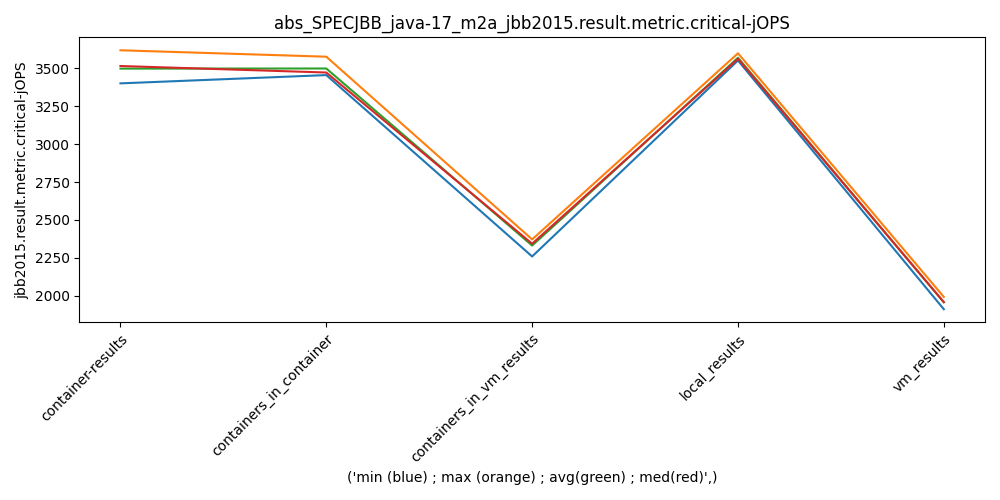 abs_SPECJBB_java-17_m2a_jbb2015.result.metric.critical-jOPS
jbb2015.result.metric.critical-jOPS
3500
3250
3000
2750
2500
2250
2000
container-results
containers_in_container
containers_in_vm_results
local_results
vm_results
('min (blue) ; max (orange) ; avg(green) ; med(red)',)